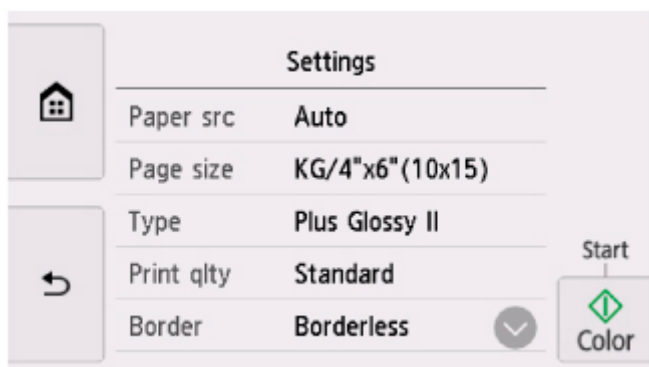 Settings
Paper src Auto
Page size KG/4"x6"(10x15)
Type Plus Glossy II
Print qlty Standard
Border Borderless
Start
Color